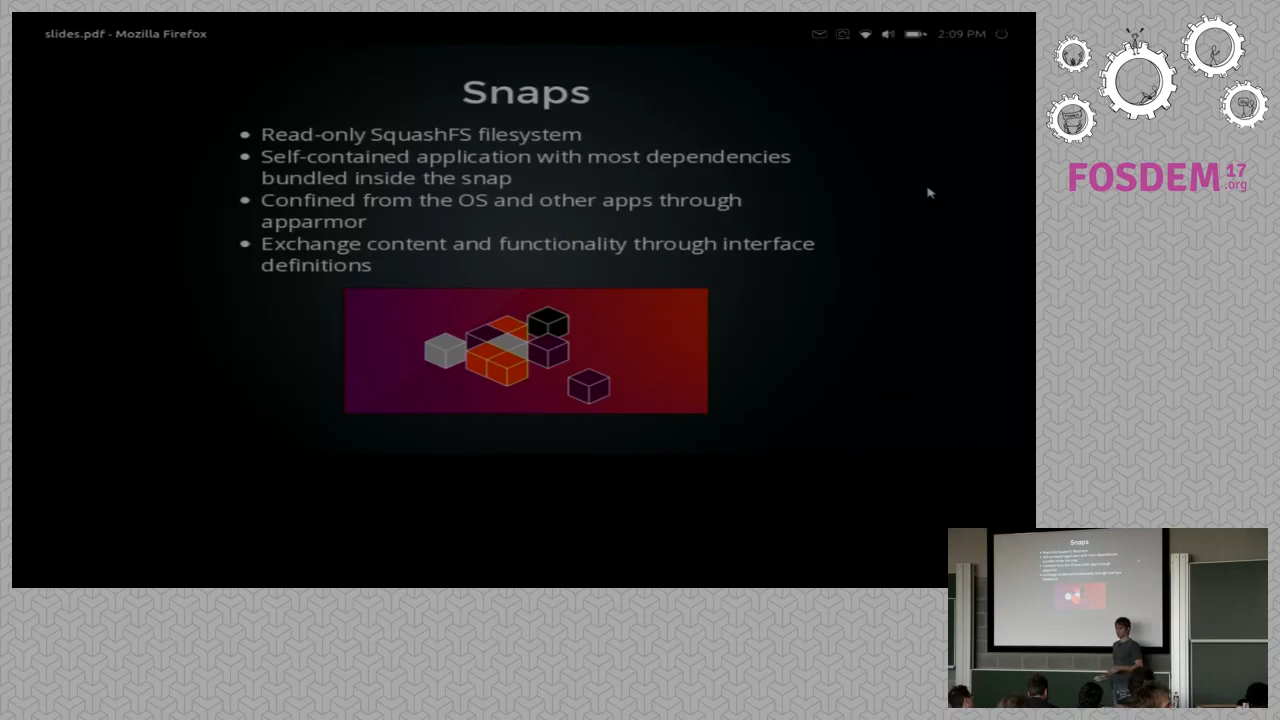 slides.pdf - Mozilla Firefox
2:09 PM
Snaps
Read-only SquashFS filesystem
Self-contained application with most dependencies
bundled inside the snap
Confined from the OS and other apps through
apparmor
Exchange content and functionality through interface
definitions
FOSDEM 17
.org
Snaps